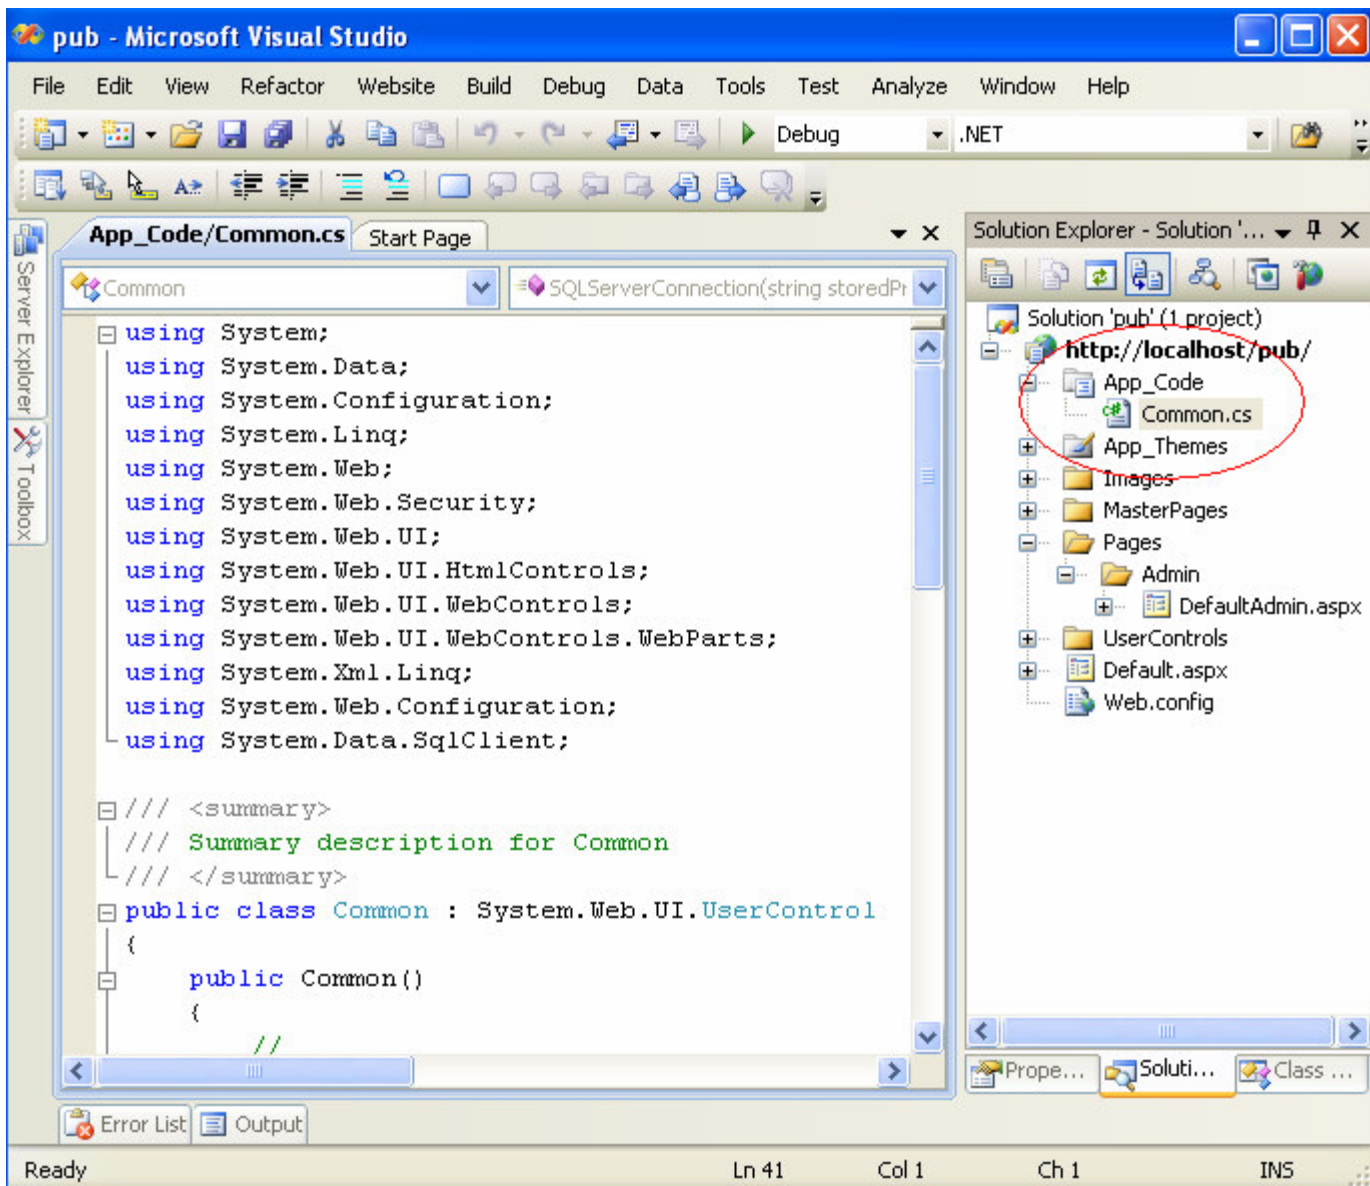 pub - Microsoft Visual Studio
File Edit View Refactor Website Build Debug Data Tools Test Analyze Window Help
Debug .NET
App_Code/Common.cs Start Page
Solution Explorer - Solution '...
Server Explorer
Toolbox
Common
SQLServerConnection(string storedPr
using System;
using System.Data;
using System.Configuration;
using System.Linq;
using System.Web;
using System.Web.Security;
using System.Web.UI;
using System.Web.UI.HtmlControls;
using System.Web.UI.WebControls;
using System.Web.UI.WebControls.WebParts;
using System.Xml.Linq;
using System.Web.Configuration;
using System.Data.SqlClient;
/// <summary>
/// Summary description for Common
/// </summary>
public class Common : System.Web.UI.UserControl
{
public Common()
{
//
Solution 'pub' (1 project)
http://localhost/pub/
App_Code
Common.cs
App_Themes
Images
MasterPages
Pages
Admin
DefaultAdmin.aspx
UserControls
Default.aspx
Web.config
Prope... Soluti... Class ...
Error List Output
Ready Ln 41 Col 1 Ch 1 INS